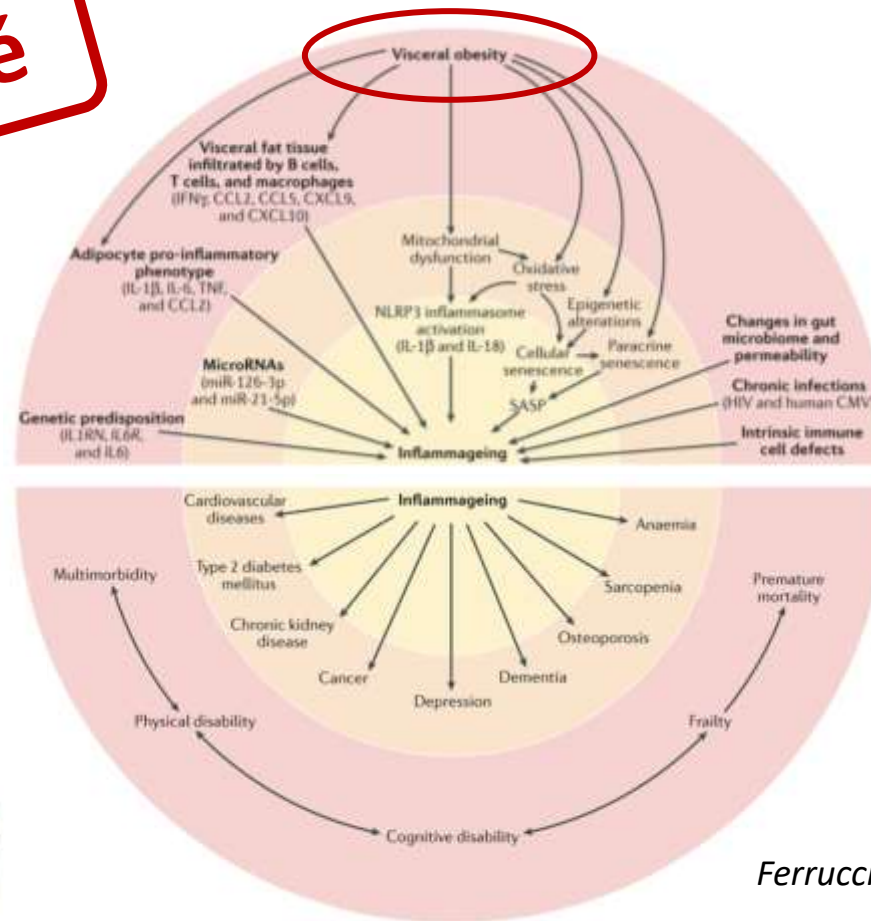 é
Visceral obesity
Visceral fat tissue
infiltrated by B cells,
T cells, and macrophages
(IFNγ, CCL2, CCL5, CXCL9,
and CXCL10)
Adipocyte pro-inflammatory
phenotype
(IL-1β, IL-6, TNF,
and CCL2)
MicroRNAs
(miR-126-3p
and miR-21-5p)
Genetic predisposition
(IL1RN, IL6R,
and IL6)
Mitochondrial
dysfunction
Oxidative
stress
NLRP3 inflammasome
activation
(IL-1β and IL-18)
Epigenetic
alterations
Cellular
senescence
Paracrine
senescence
SASP
Changes in gut
microbiome and
permeability
Chronic infections
(HIV and human CMV)
Intrinsic immune
cell defects
Inflammageing
Inflammageing
Cardiovascular
diseases
Type 2 diabetes
mellitus
Chronic kidney
disease
Cancer
Depression
Dementia
Osteoporosis
Sarcopenia
Anaemia
Multimorbidity
Physical disability
Cognitive disability
Frailty
Premature
mortality
Ferrucci